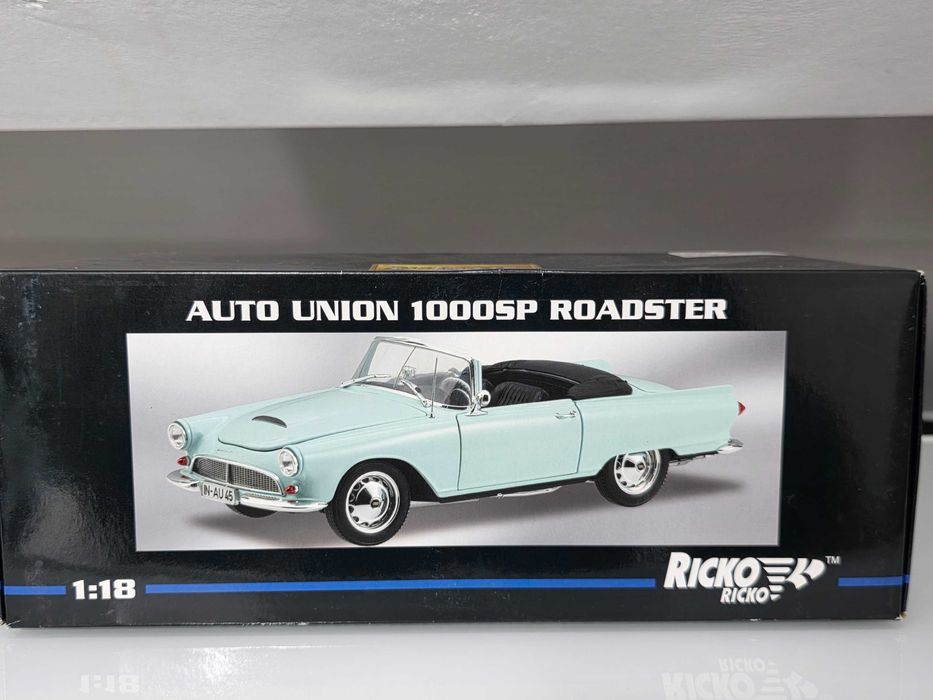 AUTO UNION 1000SP ROADSTER
IN-AU 45
1:18
RICKO
RICKO
TM